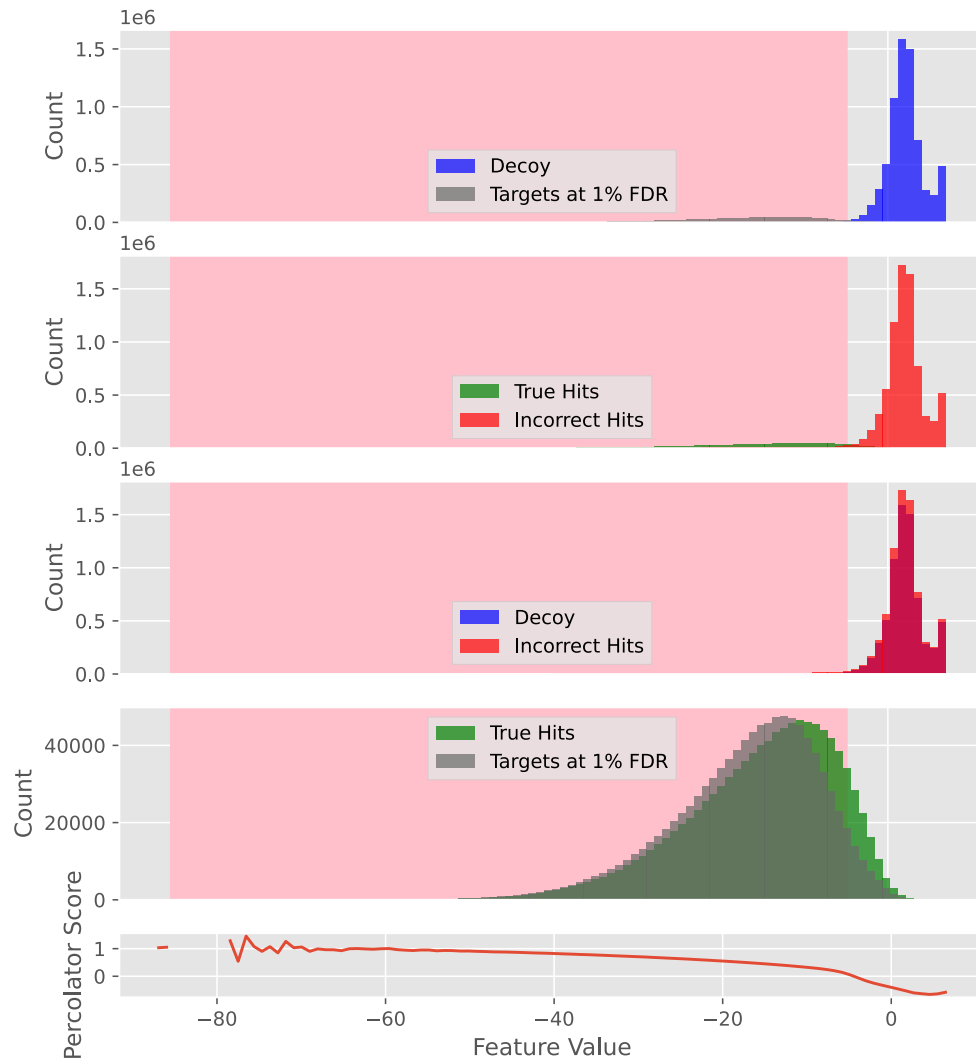 1e6
1.5
1.0
0.5
0.0
Count
Decoy
Targets at 1% FDR
1e6
1.5
1.0
0.5
0.0
Count
True Hits
Incorrect Hits
1e6
1.5
1.0
0.5
0.0
Count
Decoy
Incorrect Hits
40000
20000
0
Count
True Hits
Targets at 1% FDR
1
0
Percolator Score
−80
−60
−40
−20
0
Feature Value